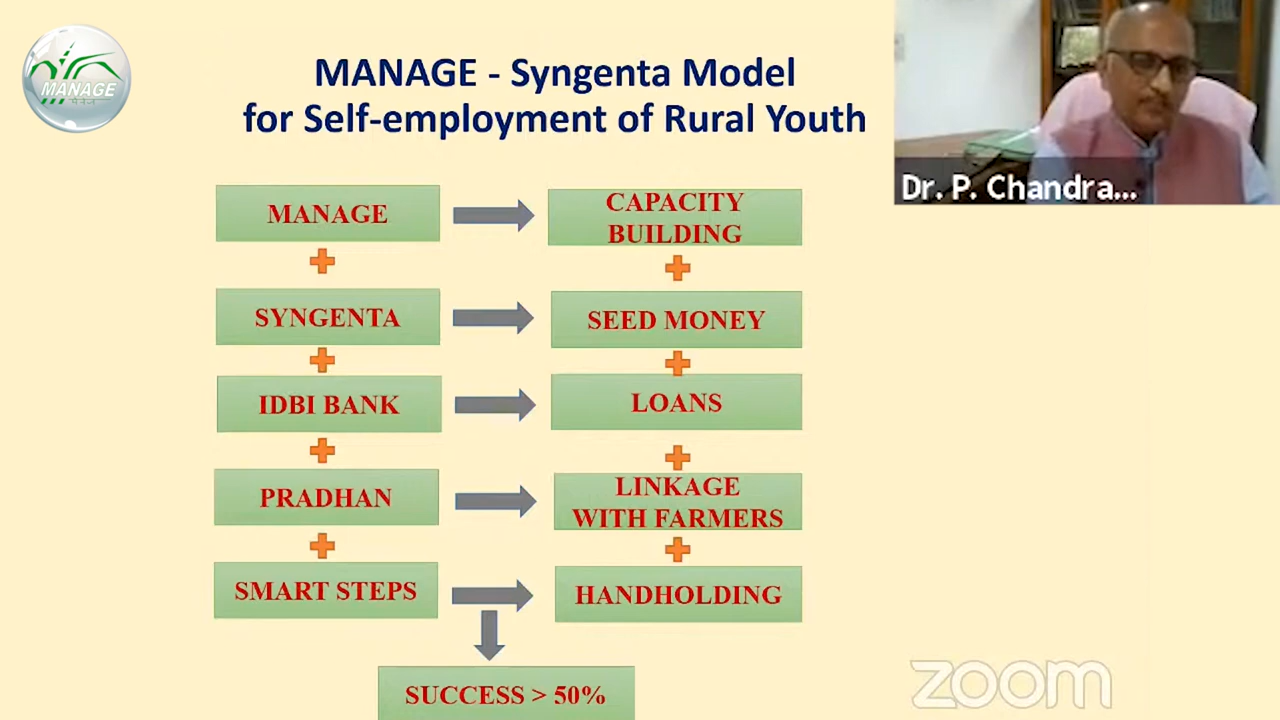 MANAGE
मैनेज
MANAGE - Syngenta Model
for Self-employment of Rural Youth
Dr. P. Chandra...
MANAGE
CAPACITY
BUILDING
SYNGENTA
SEED MONEY
IDBI BANK
LOANS
PRADHAN
LINKAGE
WITH FARMERS
SMART STEPS
HANDHOLDING
SUCCESS > 50%
zoom